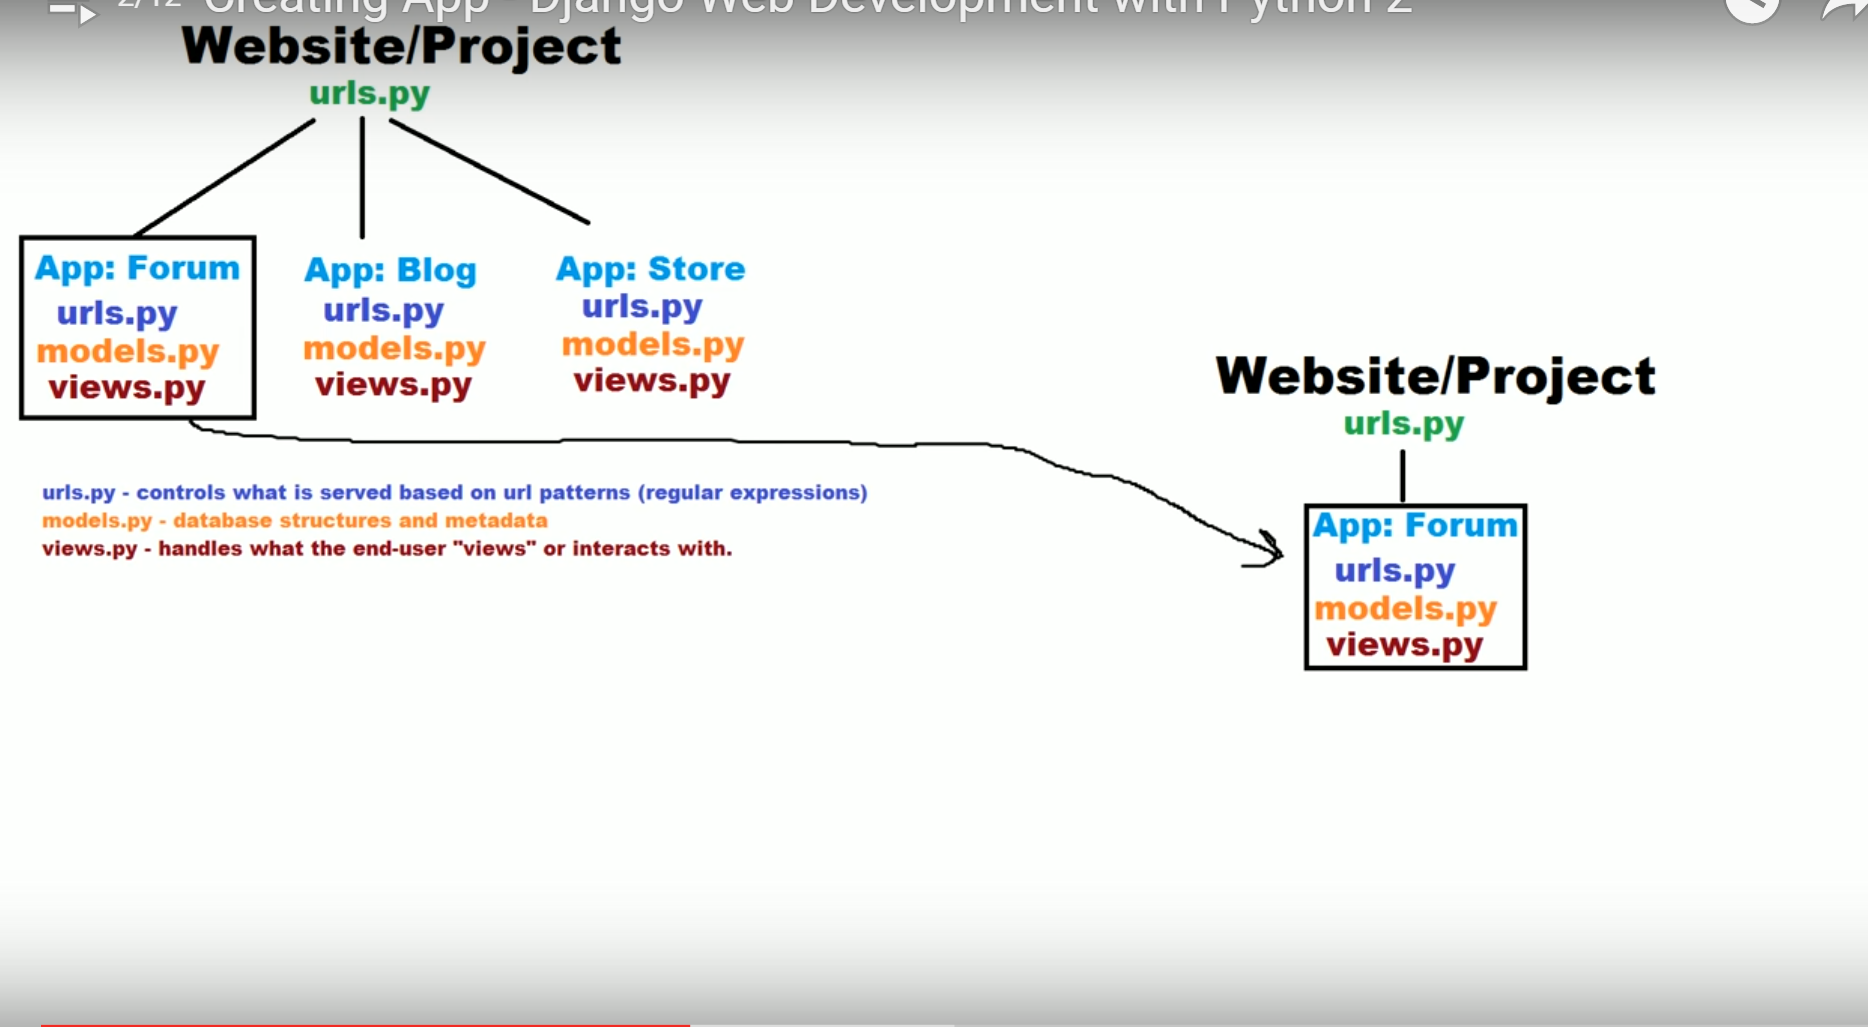 2/12 Creating App - Django Web Development with Python 2
Website/Project
urls.py
App: Forum
urls.py
models.py
views.py
App: Blog
urls.py
models.py
views.py
App: Store
urls.py
models.py
views.py
urls.py - controls what is served based on url patterns (regular expressions)
models.py - database structures and metadata
views.py - handles what the end-user "views" or interacts with.
Website/Project
urls.py
App: Forum
urls.py
models.py
views.py